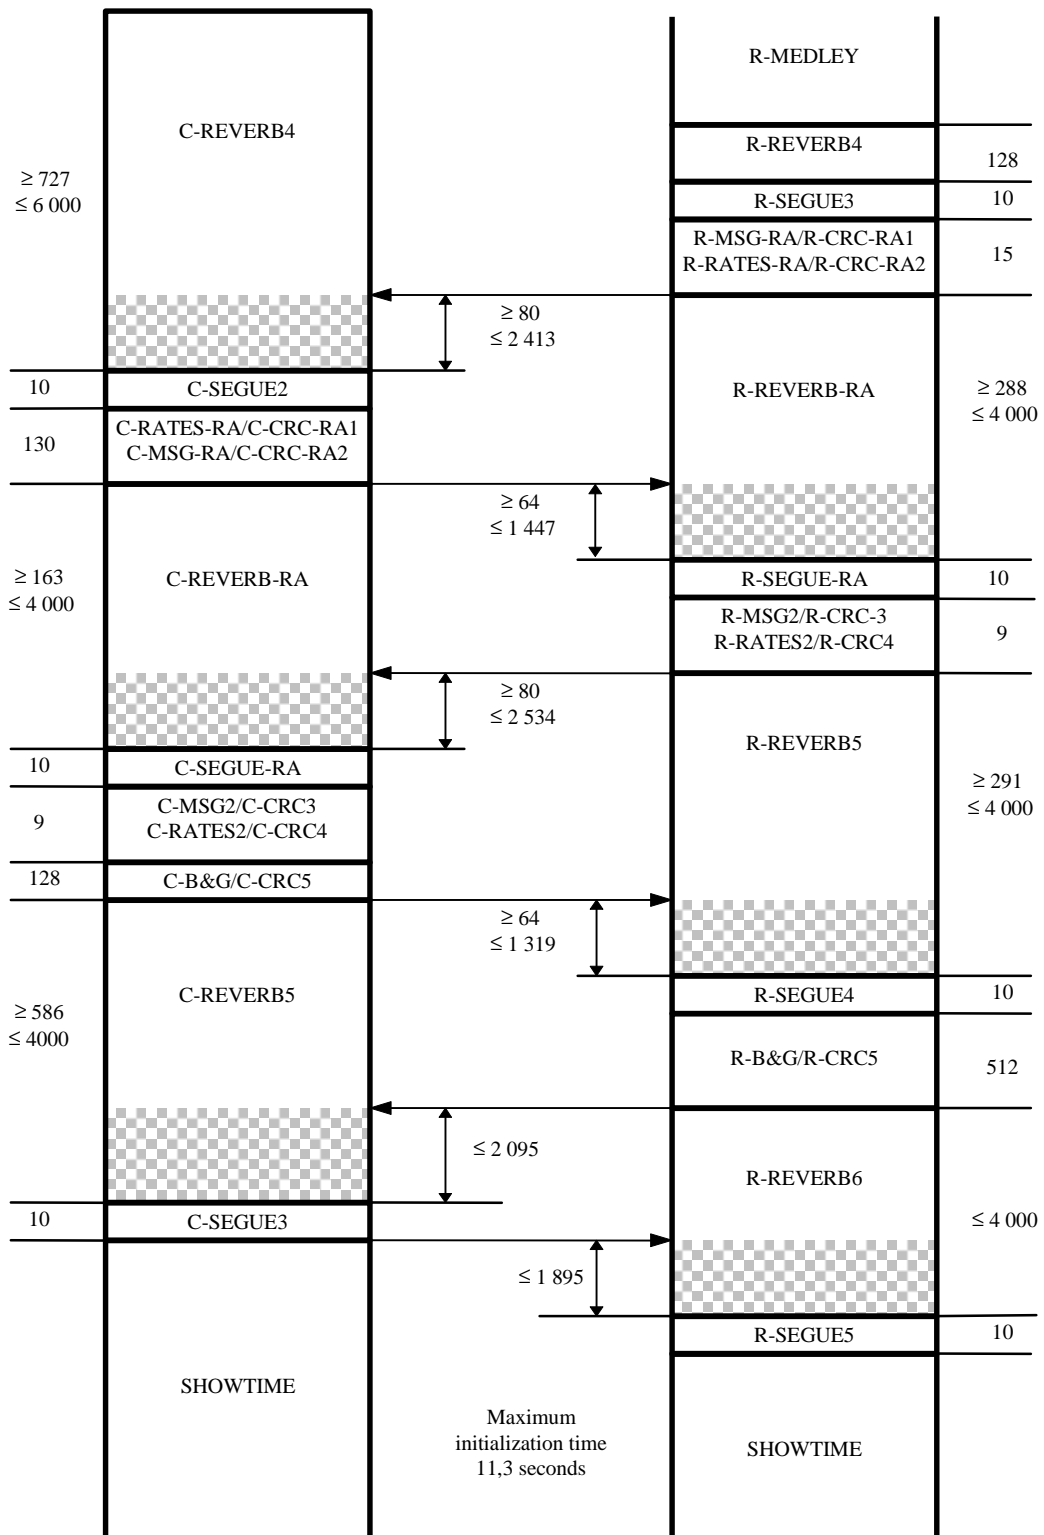 R-MEDLEY
C-REVERB4
R-REVERB4
128
≥ 727
≤ 6 000
R-SEGUE3
10
R-MSG-RA/R-CRC-RA1
R-RATES-RA/R-CRC-RA2
15
≥ 80
≤ 2 413
10
C-SEGUE2
R-REVERB-RA
≥ 288
≤ 4 000
130
C-RATES-RA/C-CRC-RA1
C-MSG-RA/C-CRC-RA2
≥ 64
≤ 1 447
≥ 163
≤ 4 000
C-REVERB-RA
R-SEGUE-RA
10
R-MSG2/R-CRC-3
R-RATES2/R-CRC4
9
≥ 80
≤ 2 534
R-REVERB5
10
C-SEGUE-RA
≥ 291
≤ 4 000
9
C-MSG2/C-CRC3
C-RATES2/C-CRC4
128
C-B&G/C-CRC5
≥ 64
≤ 1 319
≥ 586
≤ 4000
C-REVERB5
R-SEGUE4
10
R-B&G/R-CRC5
512
≤ 2 095
R-REVERB6
10
C-SEGUE3
≤ 4 000
≤ 1 895
R-SEGUE5
10
SHOWTIME
Maximum
initialization time
11,3 seconds
SHOWTIME